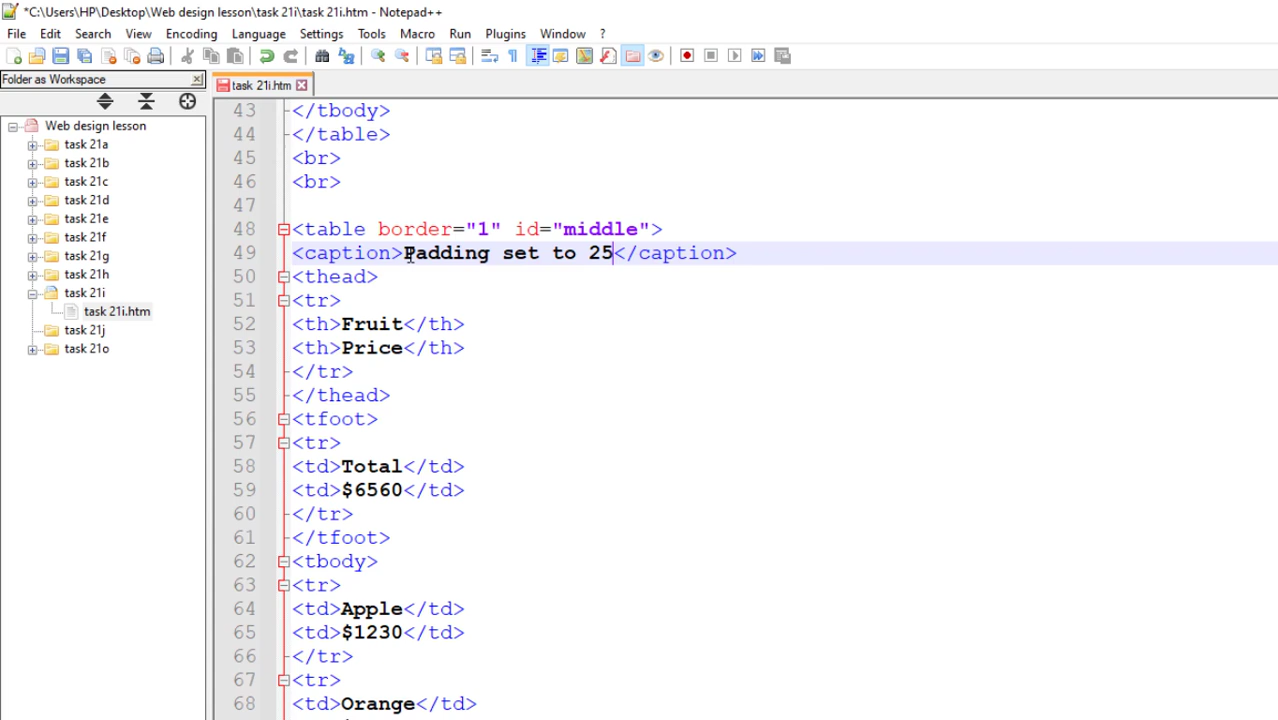 *C:\Users\HP\Desktop\Web design lesson\task 21i\task 21i.htm - Notepad++
File Edit Search View Encoding Language Settings Tools Macro Run Plugins Window ?
Folder as Workspace
task 21i.htm
Web design lesson
task 21a
task 21b
task 21c
task 21d
task 21e
task 21f
task 21g
task 21h
task 21i
task 21i.htm
task 21j
task 21o
43 </tbody>
44 </table>
45 <br>
46 <br>
47
48 <table border="1" id="middle">
49 <caption>Padding set to 25</caption>
50 <thead>
51 <tr>
52 <th>Fruit</th>
53 <th>Price</th>
54 </tr>
55 </thead>
56 <tfoot>
57 <tr>
58 <td>Total</td>
59 <td>$6560</td>
60 </tr>
61 </tfoot>
62 <tbody>
63 <tr>
64 <td>Apple</td>
65 <td>$1230</td>
66 </tr>
67 <tr>
68 <td>Orange</td>